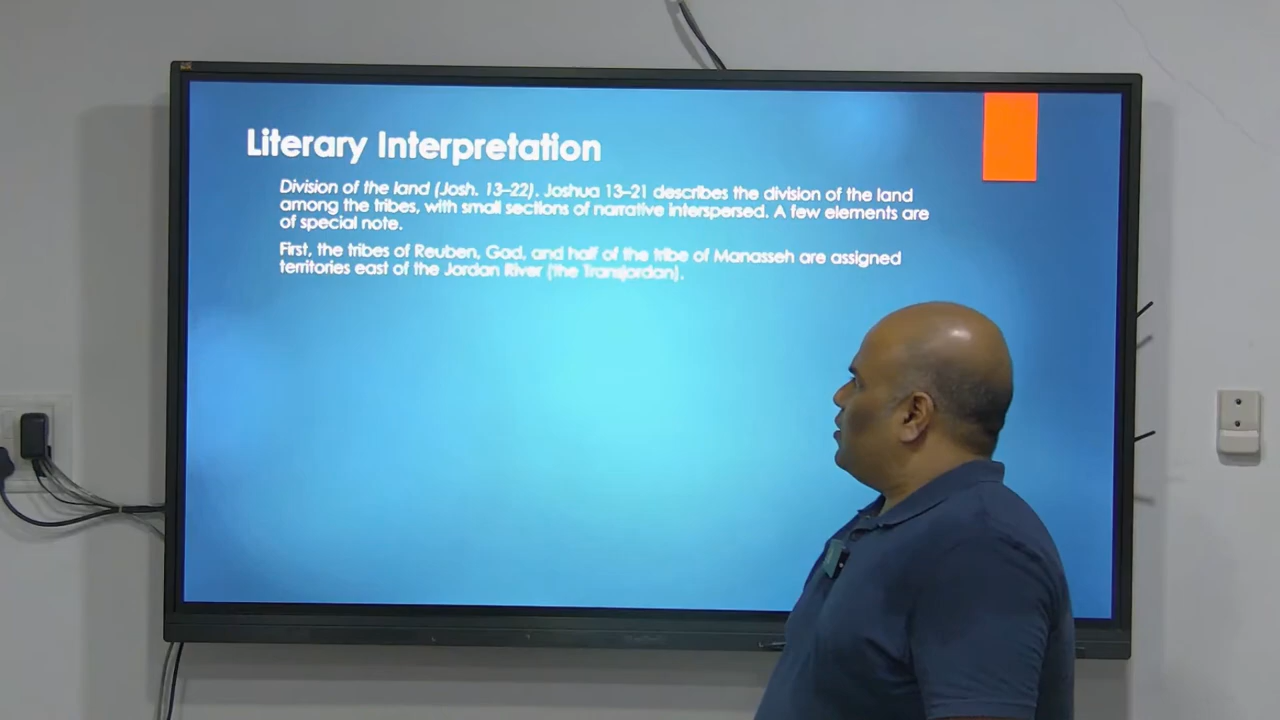 Literary Interpretation
Division of the land (Josh. 13–22). Joshua 13–21 describes the division of the land
among the tribes, with small sections of narrative interspersed. A few elements are
of special note.
First, the tribes of Reuben, Gad, and half of the tribe of Manasseh are assigned
territories east of the Jordan River (the Transjordan).